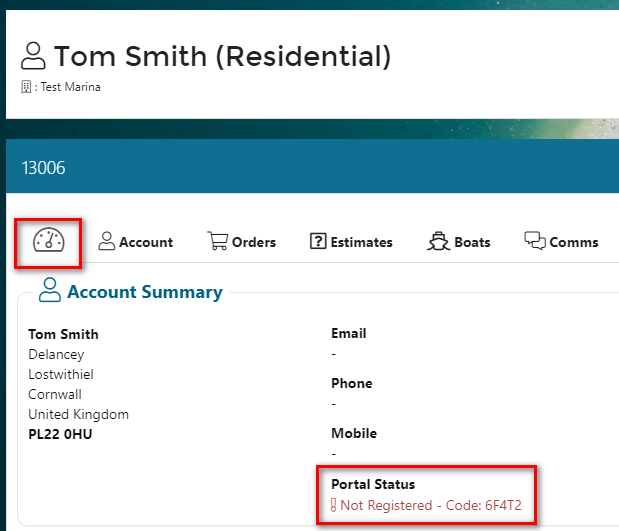 Tom Smith (Residential)
: Test Marina
13006
Account Orders Estimates Boats Comms
Account Summary
Tom Smith
Delancey
Lostwithiel
Cornwall
United Kingdom
PL22 0HU
Email
-
Phone
-
Mobile
-
Portal Status
Not Registered - Code: 6F4T2